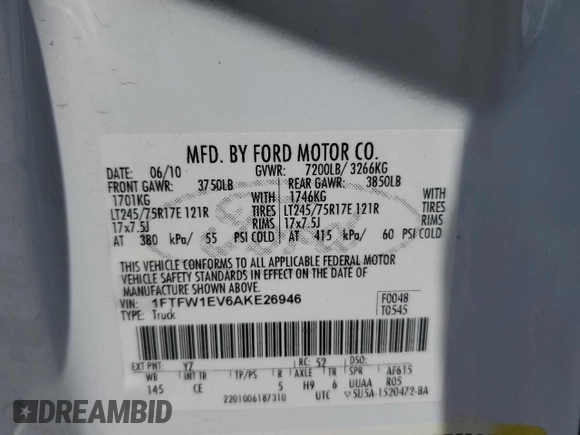 MFD. BY FORD MOTOR CO.
DATE: 06/10 GVWR: 7200LB/ 3266KG
FRONT GAWR: 3750LB REAR GAWR: 3850LB
1701KG WITH 1746KG WITH
LT245/75R17E 121R TIRES LT245/75R17E 121R TIRES
17x7.5J RIMS 17x7.5J RIMS
AT 380 kPa/ 55 PSI COLD AT 415 kPa/ 60 PSI COLD
THIS VEHICLE CONFORMS TO ALL APPLICABLE FEDERAL MOTOR
VEHICLE SAFETY STANDARDS IN EFFECT ON THE DATE OF
MANUFACTURE SHOWN ABOVE.
VIN: 1FTFW1EV6AKE26946 F0048
TYPE: Truck T0545
EXT PNT: Y7 RC: 52 DSO:
WB INT TR TP/PS R AXLE TR SPR AF615
145 CE 5 H9 6 UUAA R05
2201006187310 UTC 5U5A-1520472-BA
DREAMBID